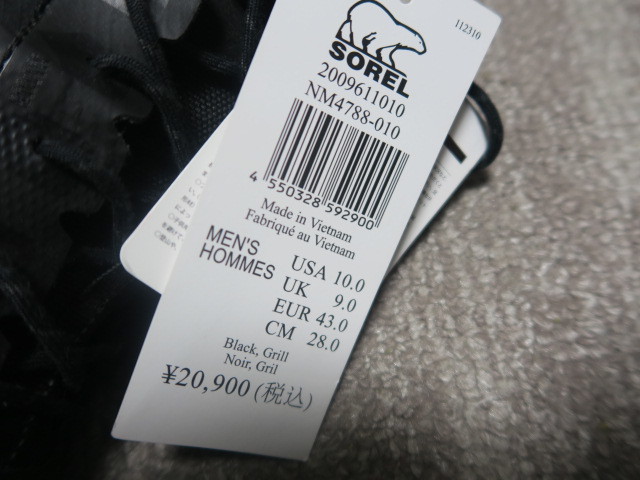 112310
SOREL
2009611010
NM4788-010
4 550328 592900
Made in Vietnam
Fabriqué au Vietnam
MEN'S
HOMMES
USA 10.0
UK 9.0
EUR 43.0
CM 28.0
Black, Grill
Noir, Gril
¥20,900 (税込)